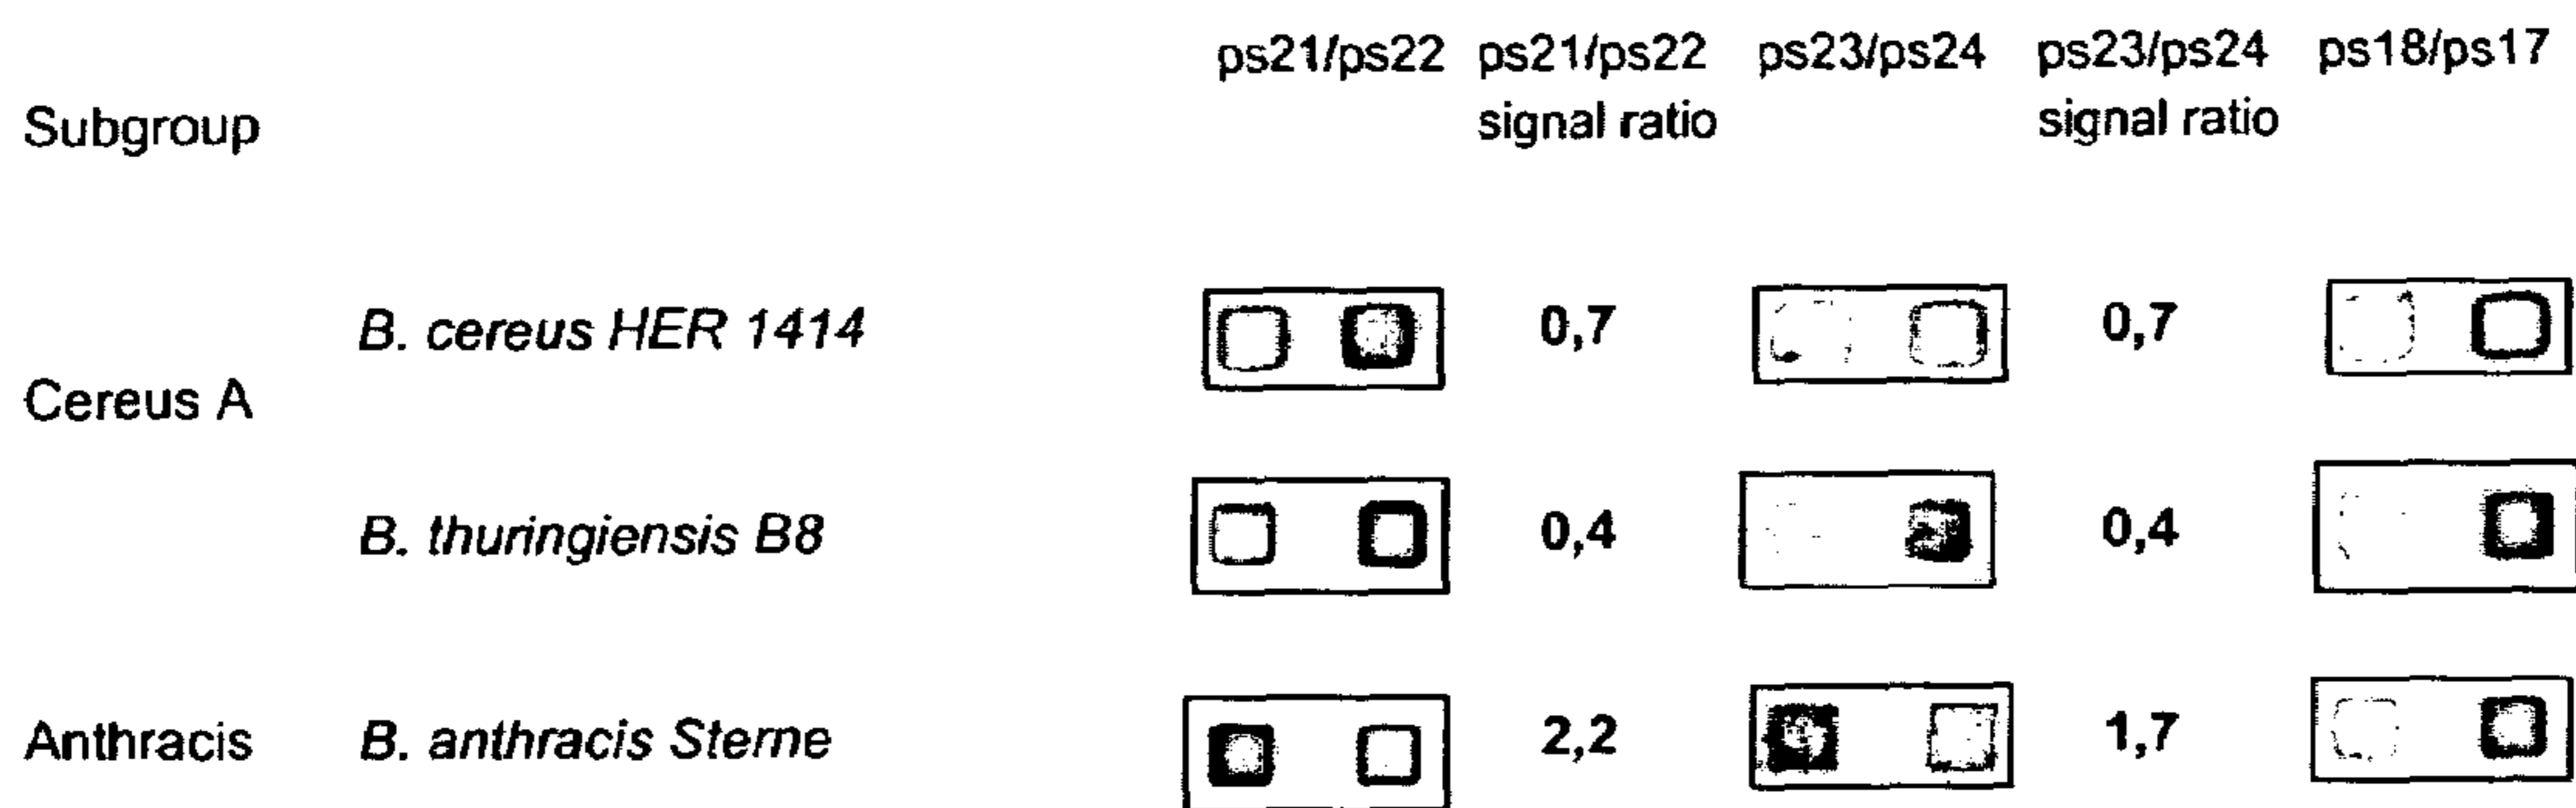 ps21/ps22 ps21/ps22 ps23/ps24 ps23/ps24 ps18/ps17
Subgroup signal ratio signal ratio
B. cereus HER 1414 0,7 0,7
Cereus A
B. thuringiensis B8 0,4 0,4
Anthracis B. anthracis Sterne 2,2 1,7